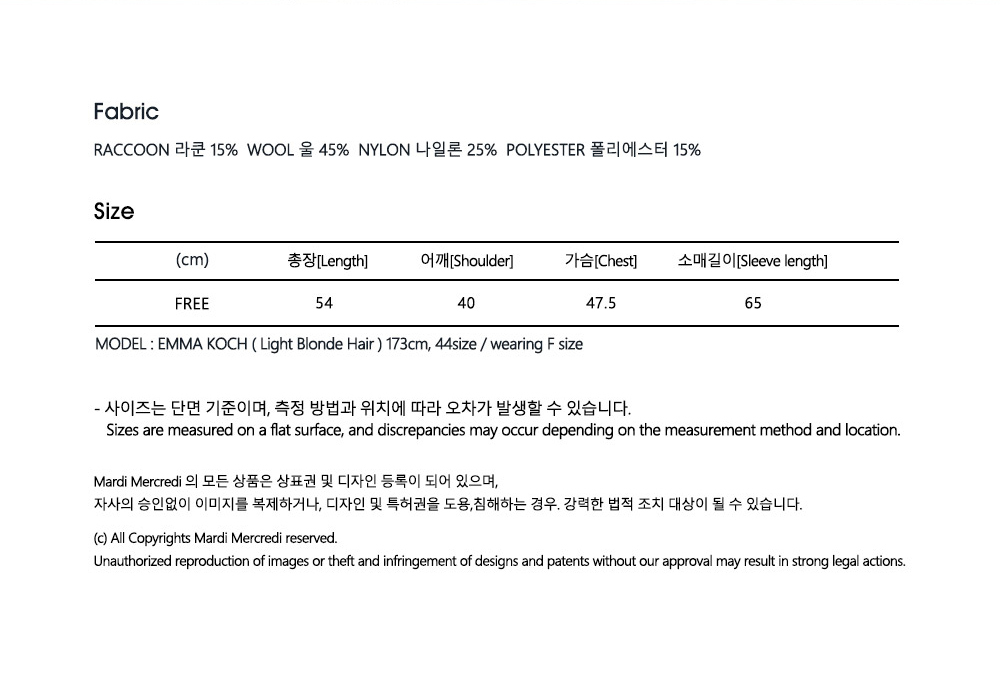 Fabric
RACCOON 라쿤 15% WOOL 울 45% NYLON 나일론 25% POLYESTER 폴리에스터 15%
Size
(cm) 총장[Length] 어깨[Shoulder] 가슴[Chest] 소매길이[Sleeve length]
FREE 54 40 47.5 65
MODEL : EMMA KOCH ( Light Blonde Hair ) 173cm, 44size / wearing F size
- 사이즈는 단면 기준이며, 측정 방법과 위치에 따라 오차가 발생할 수 있습니다.
Sizes are measured on a flat surface, and discrepancies may occur depending on the measurement method and location.
Mardi Mercredi 의 모든 상품은 상표권 및 디자인 등록이 되어 있으며,
자사의 승인없이 이미지를 복제하거나, 디자인 및 특허권을 도용,침해하는 경우. 강력한 법적 조치 대상이 될 수 있습니다.
(c) All Copyrights Mardi Mercredi reserved.
Unauthorized reproduction of images or theft and infringement of designs and patents without our approval may result in strong legal actions.